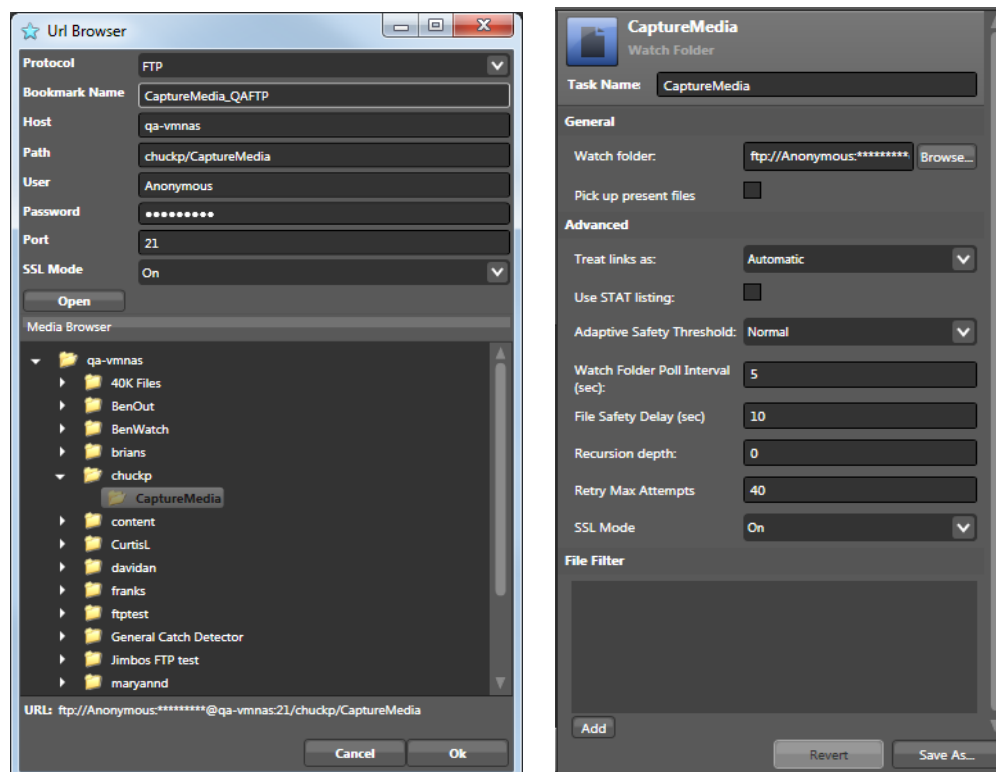 Url Browser
Protocol FTP
Bookmark Name CaptureMedia_QAFTP
Host qa-vmnas
Path chuckp/CaptureMedia
User Anonymous
Password •••••••••
Port 21
SSL Mode On
Open
Media Browser
qa-vmnas
40K Files
BenOut
BenWatch
brians
chuckp
CaptureMedia
content
CurtisL
davidan
franks
ftptest
General Catch Detector
Jimbos FTP test
maryannd
URL: ftp://Anonymous:*********@qa-vmnas:21/chuckp/CaptureMedia
Cancel Ok
CaptureMedia
Watch Folder
Task Name: CaptureMedia
General
Watch folder: ftp://Anonymous:********* Browse...
Pick up present files
Advanced
Treat links as: Automatic
Use STAT listing:
Adaptive Safety Threshold: Normal
Watch Folder Poll Interval
(sec): 5
File Safety Delay (sec) 10
Recursion depth: 0
Retry Max Attempts 40
SSL Mode On
File Filter
Add
Revert Save As...